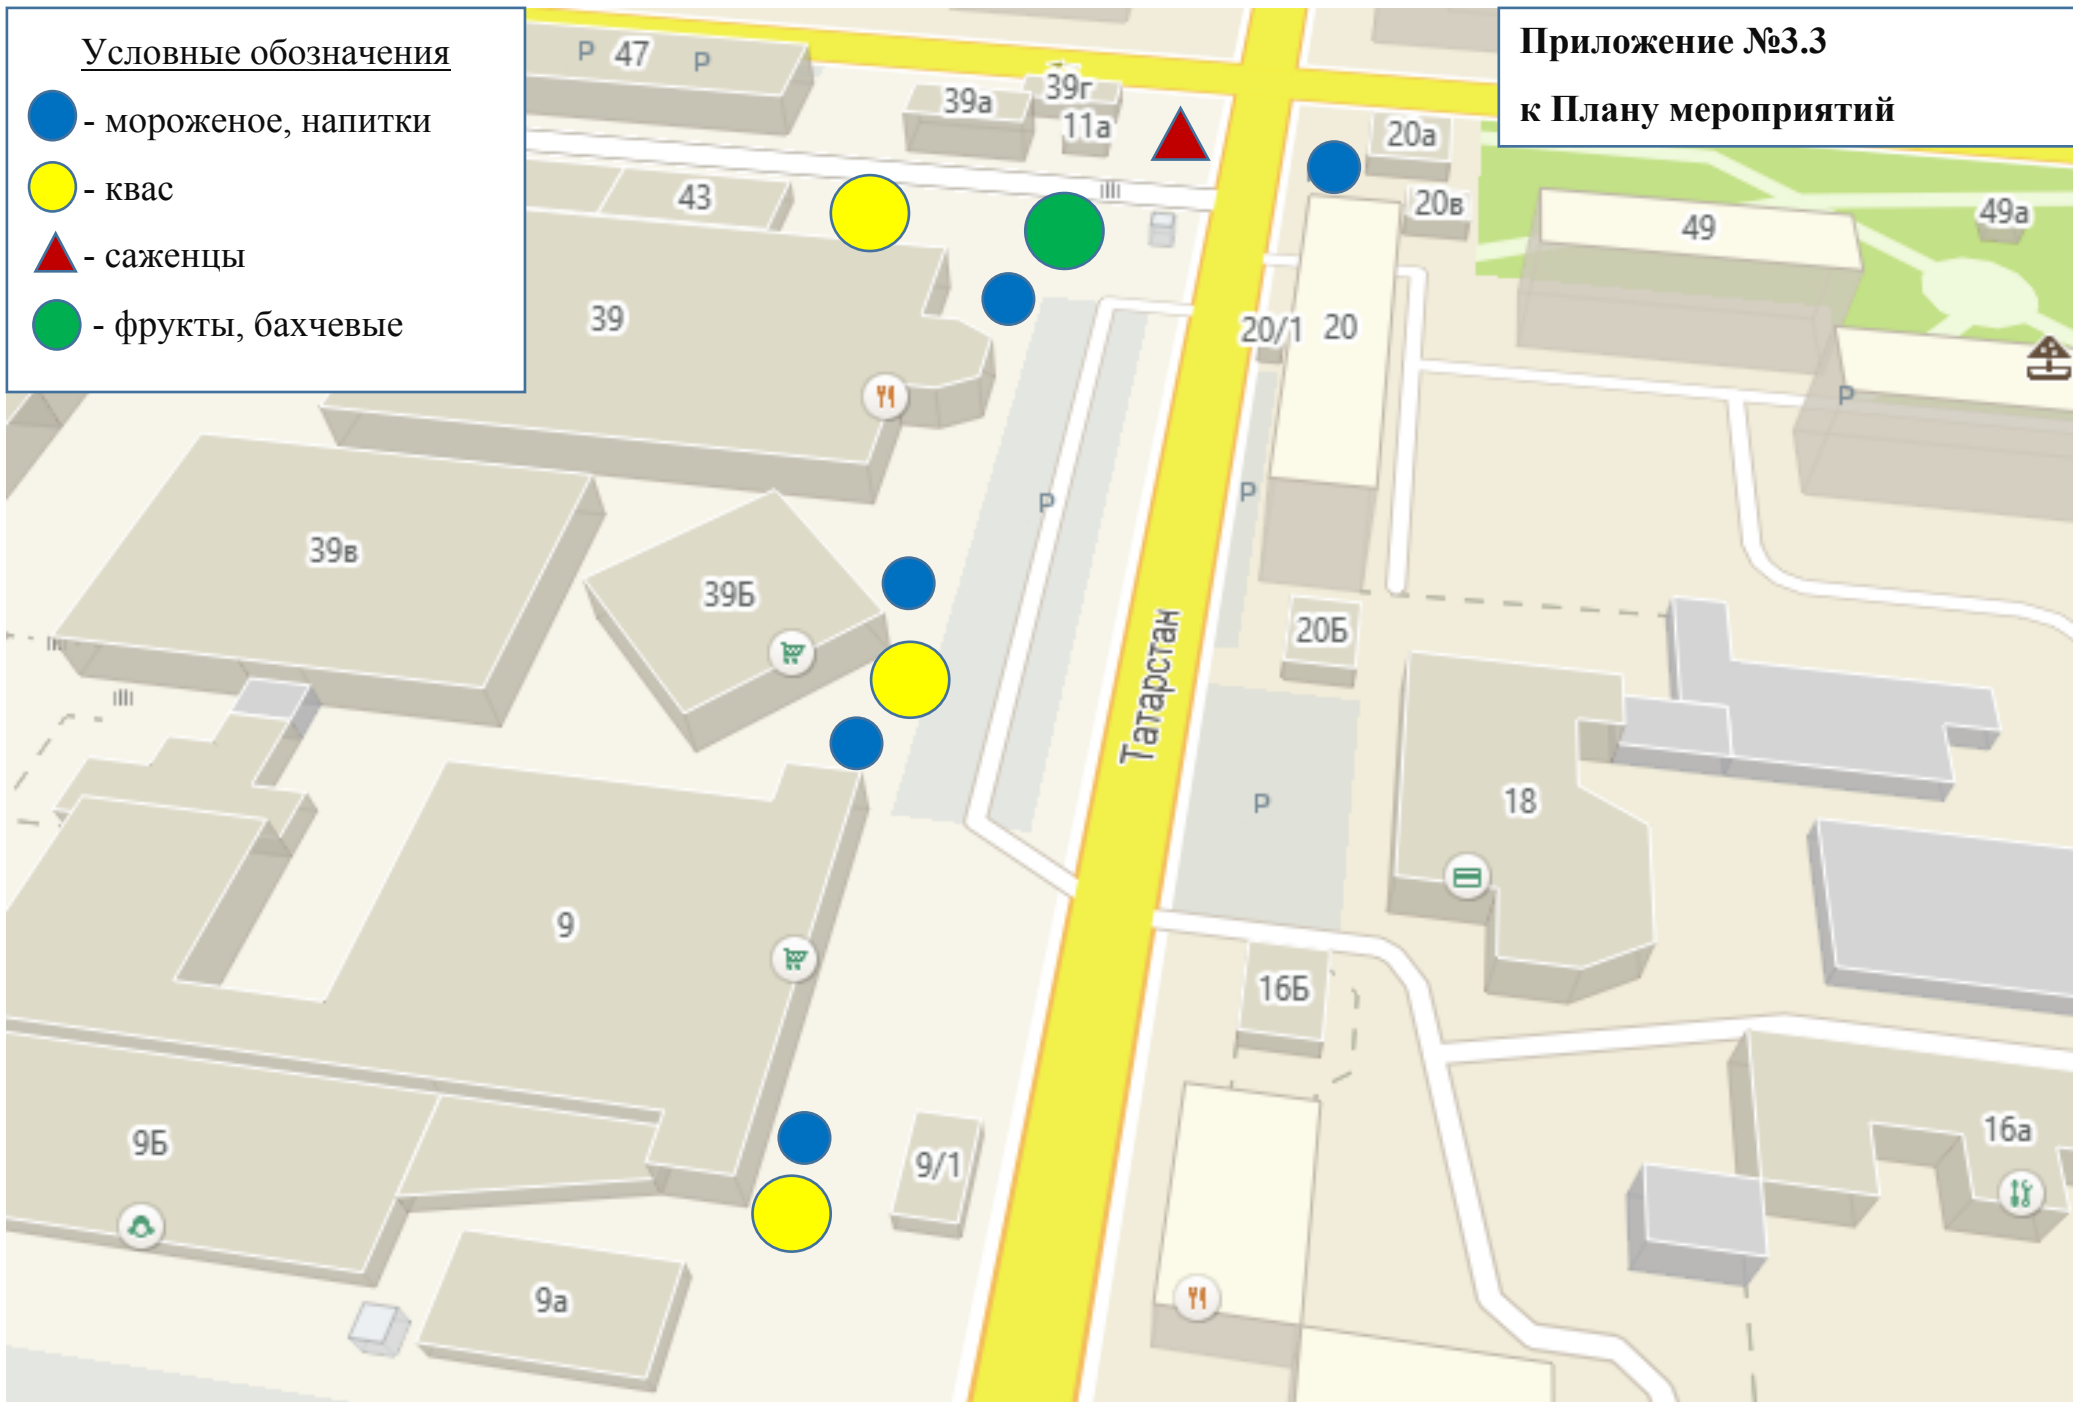 Условные обозначения
- мороженое, напитки
- квас
- саженцы
- фрукты, бахчевые
Приложение №3.3
к Плану мероприятий
P 47 P
39а
39г
11а
20а
43
20в
49
49а
39
20/1 20
P
P
P
39в
39Б
20Б
Татарстан
P
18
9
16Б
9Б
9/1
16а
9а